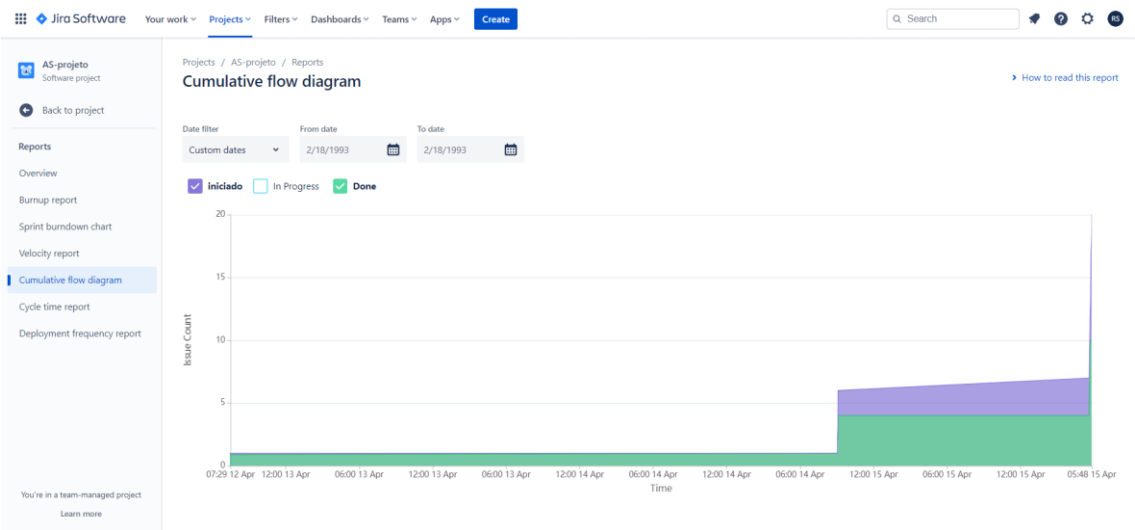 Jira Software Your work Projects Filters Dashboards Teams Apps Create Search RS
AS-projeto
Software project
Back to project
Reports
Overview
Burnup report
Sprint burndown chart
Velocity report
Cumulative flow diagram
Cycle time report
Deployment frequency report
You're in a team-managed project
Learn more
Projects / AS-projeto / Reports
Cumulative flow diagram
How to read this report
Date filter From date To date
Custom dates 2/18/1993 2/18/1993
iniciado In Progress Done
20
15
10
5
0
Issue Count
07:29 12 Apr 12:00 13 Apr 06:00 13 Apr 12:00 13 Apr 06:00 13 Apr 12:00 14 Apr 06:00 14 Apr 12:00 14 Apr 06:00 14 Apr 12:00 15 Apr 06:00 15 Apr 12:00 15 Apr 05:48 15 Apr
Time